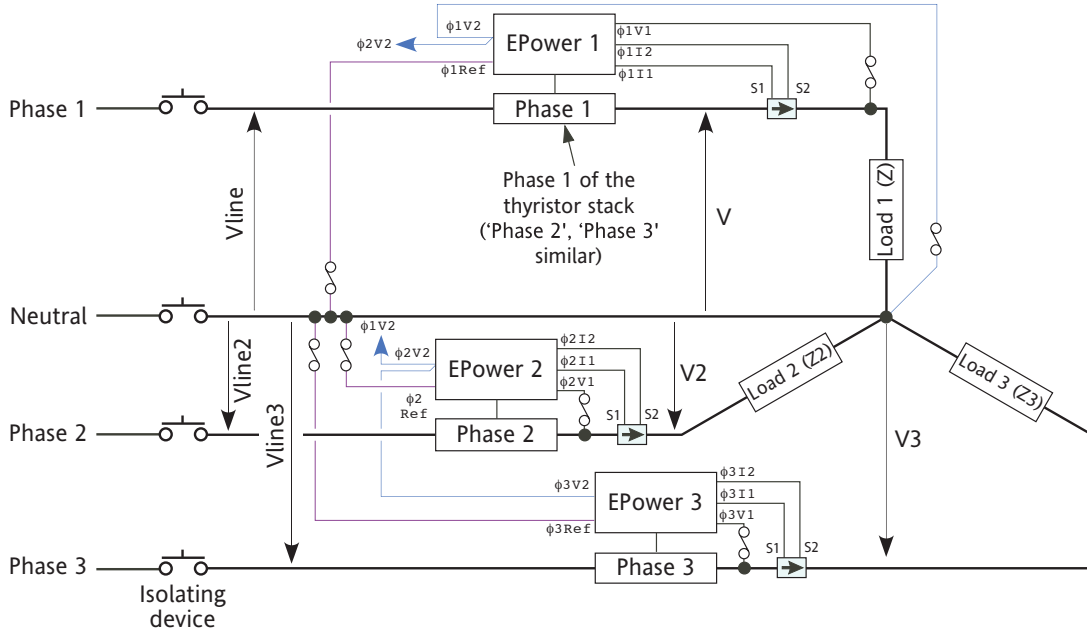 ϕ1V2
ϕ2V2
EPower 1
ϕ1V1
ϕ1I2
ϕ1Ref
ϕ1I1
S1
S2
Phase 1
Phase 1
Vline
Phase 1 of the
thyristor stack
('Phase 2', 'Phase 3'
similar)
V
Load 1 (Z)
Neutral
ϕ1V2
Vline2
ϕ2V2
EPower 2
ϕ2I2
ϕ2I1
ϕ2V1
V2
Load 2 (Z2)
Load 3 (Z3)
ϕ2
Ref
S1
S2
Phase 2
Phase 2
Vline3
V3
ϕ3V2
EPower 3
ϕ3I2
ϕ3I1
ϕ3V1
ϕ3Ref
S1
S2
Phase 3
Phase 3
Isolating
device